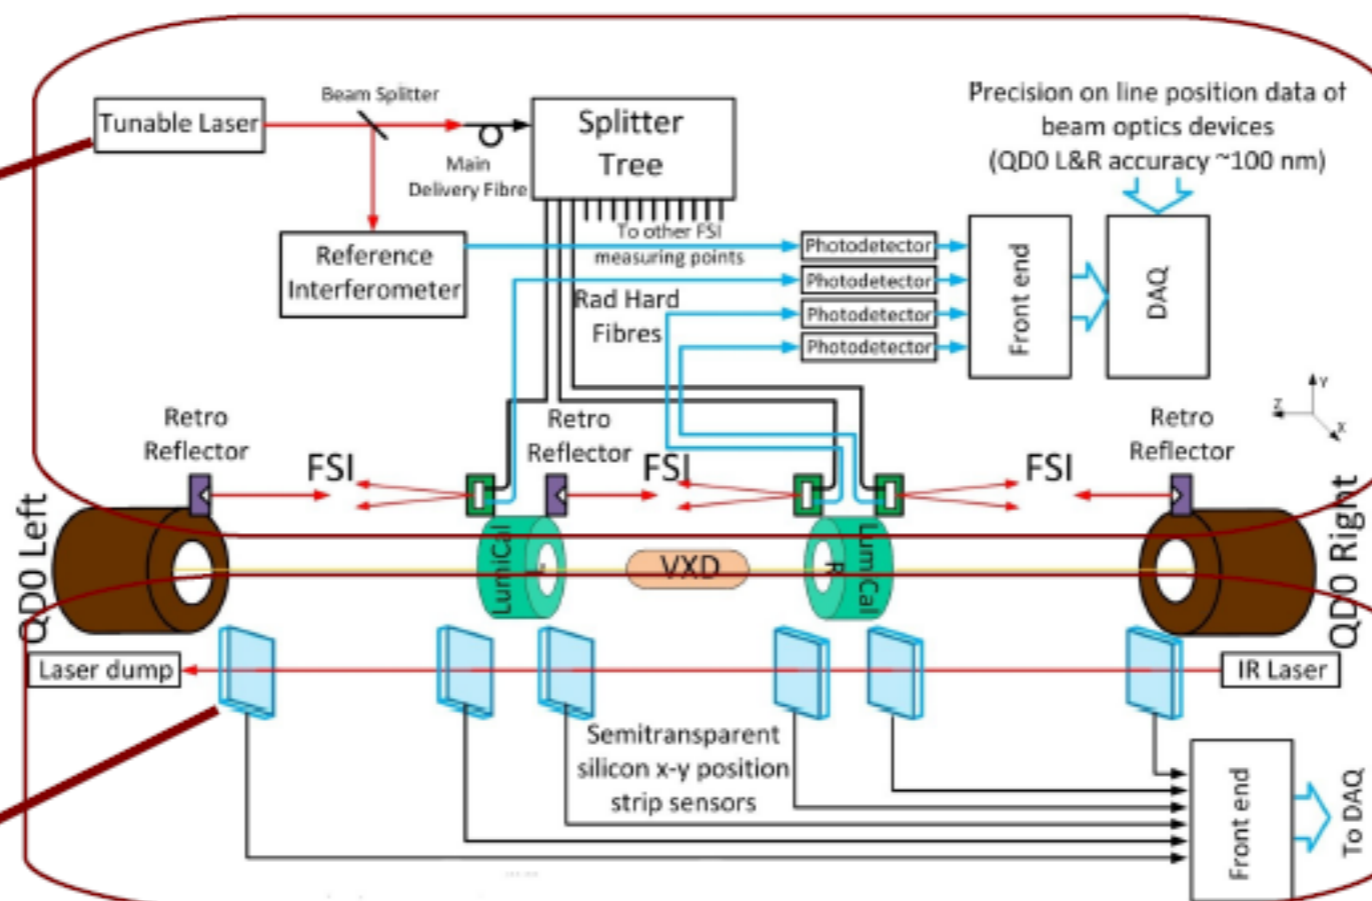 Tunable Laser
Beam Splitter
Main
Delivery Fibre
Splitter
Tree
Precision on line position data of
beam optics devices
(QD0 L&R accuracy ~100 nm)
To other FSI
measuring points
Reference
Interferometer
Photodetector
Photodetector
Photodetector
Photodetector
Front end
DAQ
Rad Hard
Fibres
Y
Z
X
Retro
Reflector
Retro
Reflector
Retro
Reflector
FSI
FSI
FSI
QD0 Left
LumiCal
L
VXD
R
LumiCal
QD0 Right
Laser dump
IR Laser
Semitransparent
silicon x-y position
strip sensors
Front end
To DAQ